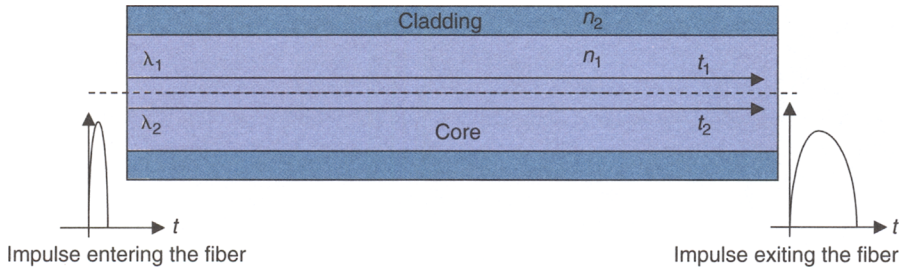 Cladding n₂
λ₁ n₁ t₁
λ₂ Core t₂
t t
Impulse entering the fiber Impulse exiting the fiber